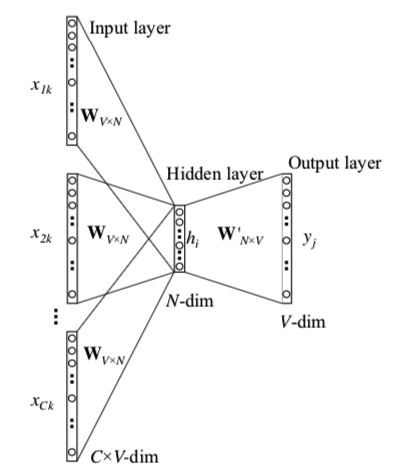 Input layer
x1k
WV×N
Hidden layer
Output layer
x2k
WV×N
hi
W'N×V
yj
N-dim
V-dim
WV×N
xCk
C×V-dim